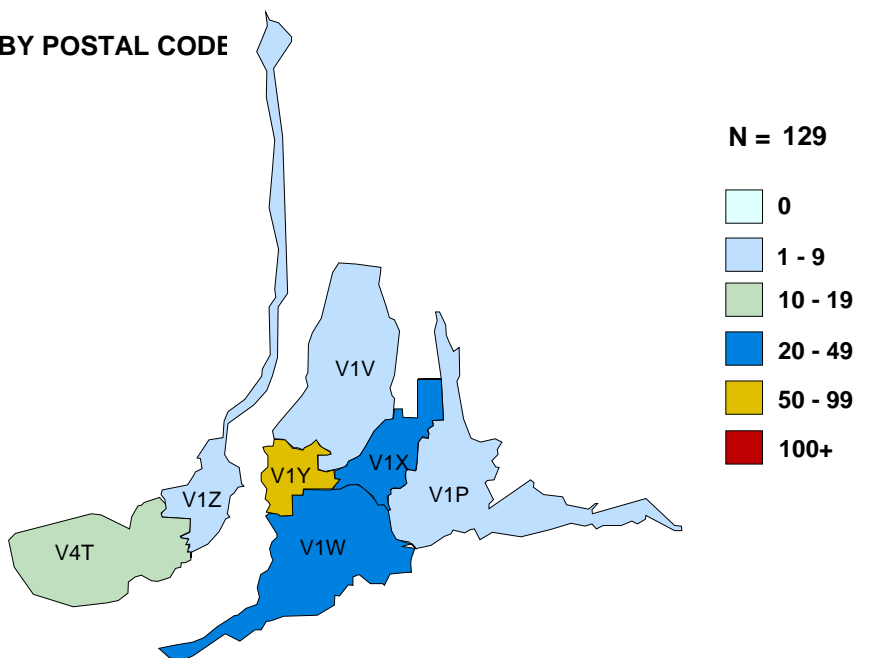 BY POSTAL CODE
N = 129
0
1 - 9
10 - 19
20 - 49
50 - 99
100+
V1V
V1X
V1Y
V1P
V1Z
V1W
V4T